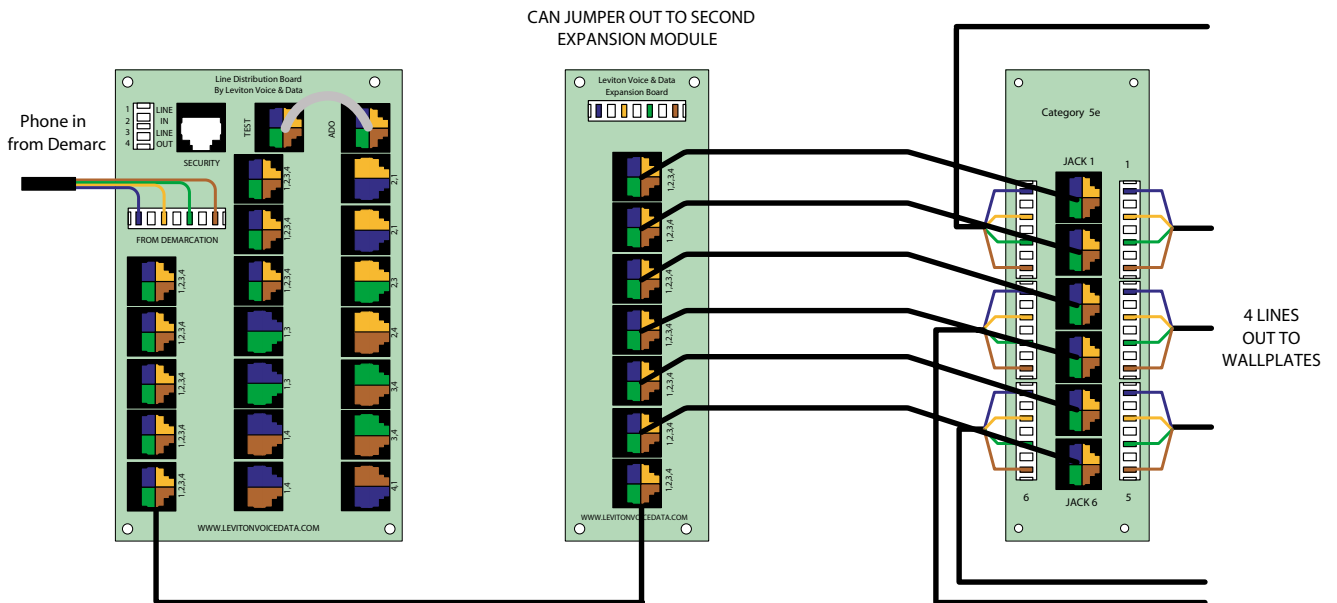 CAN JUMPER OUT TO SECOND
EXPANSION MODULE
Phone in
from Demarc
Line Distribution Board
By Leviton Voice & Data
1 LINE
2 IN
3 LINE
4 OUT
SECURITY
TEST
ADO
FROM DEMARCATION
1,2,3,4
1,2,3,4
1,2,3,4
1,2,3,4
1,2,3,4
1,2,3,4
1,2,3,4
1,2,3,4
1,3
1,3
1,4
1,4
2,1
2,1
2,3
2,4
3,4
3,4
4,1
WWW.LEVITONVOICEDATA.COM
Leviton Voice & Data
Expansion Board
1,2,3,4
1,2,3,4
1,2,3,4
1,2,3,4
1,2,3,4
1,2,3,4
1,2,3,4
WWW.LEVITONVOICEDATA.COM
Category 5e
JACK 1
1
6
JACK 6
5
4 LINES
OUT TO
WALLPLATES